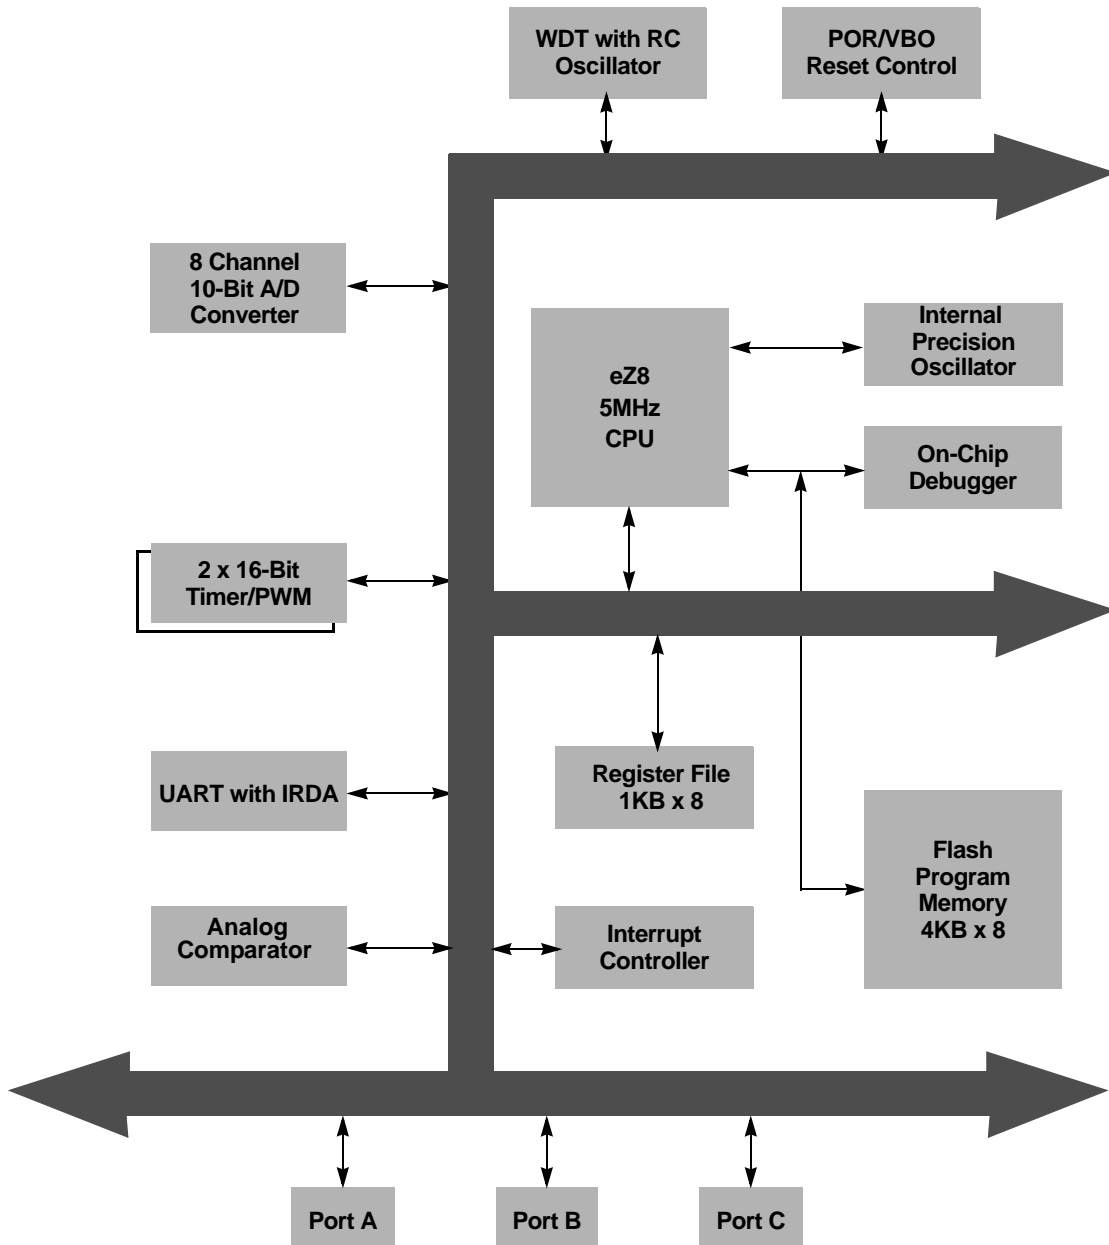 WDT with RC
Oscillator
POR/VBO
Reset Control
8 Channel
10-Bit A/D
Converter
eZ8
5MHz
CPU
Internal
Precision
Oscillator
On-Chip
Debugger
2 x 16-Bit
Timer/PWM
UART with IRDA
Register File
1KB x 8
Flash
Program
Memory
4KB x 8
Analog
Comparator
Interrupt
Controller
Port A
Port B
Port C